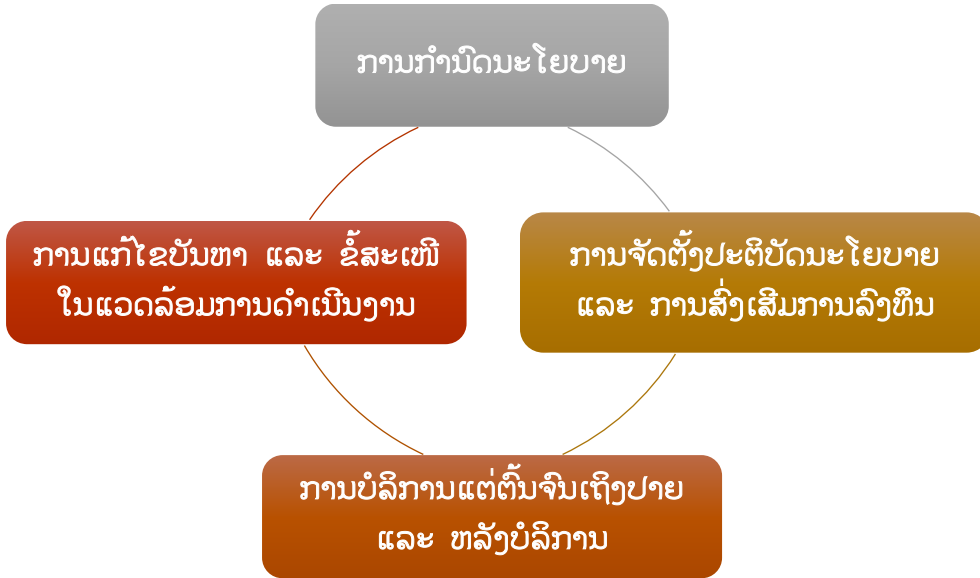 ການກຳນົດນະໂຍບາຍ
ການແກ້ໄຂບັນຫາ ແລະ ຂໍ້ສະເໜີ
ໃນແວດລ້ອມການດຳເນີນງານ
ການຈັດຕັ້ງປະຕິບັດນະໂຍບາຍ
ແລະ ການສົ່ງເສີມການລົງທຶນ
ການບໍລິການແຕ່ຕົ້ນຈົນເຖິງປາຍ
ແລະ ຫລັງບໍລິການ